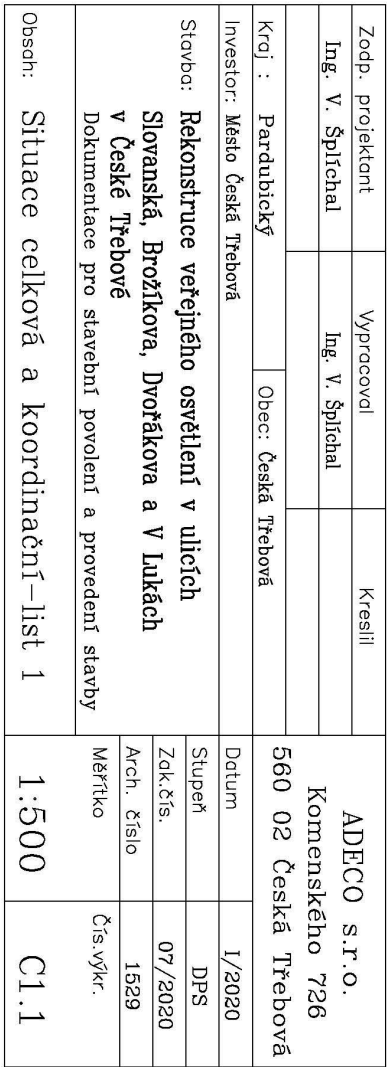 Zodp. projektant
Vypracoval
Kreslil
Ing. V. Šplíchal
Ing. V. Šplíchal
ADECO s.r.o.
Komenského 726
560 02 Česká Třebová
Kraj : Pardubický
Obec: Česká Třebová
Investor: Město Česká Třebová
Datum
I/2020
Stavba: Rekonstruce veřejného osvětlení v ulicích
Slovanská, Brožíkova, Dvořákova a V Lukách
v České Třebové
Dokumentace pro stavební povolení a provedení stavby
Stupeň
DPS
Zak.čís.
07/2020
Arch. číslo
1529
Měřítko
Čís.výkr.
Obsah: Situace celková a koordinační-list 1
1:500
C1.1